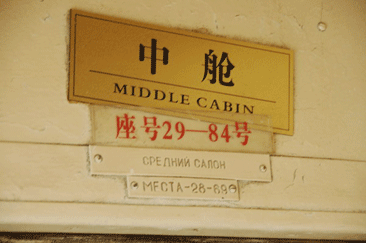 中舱
MIDDLE CABIN
座号29—84号
СРЕДНИЙ САЛОН
МЕСТА-28-69